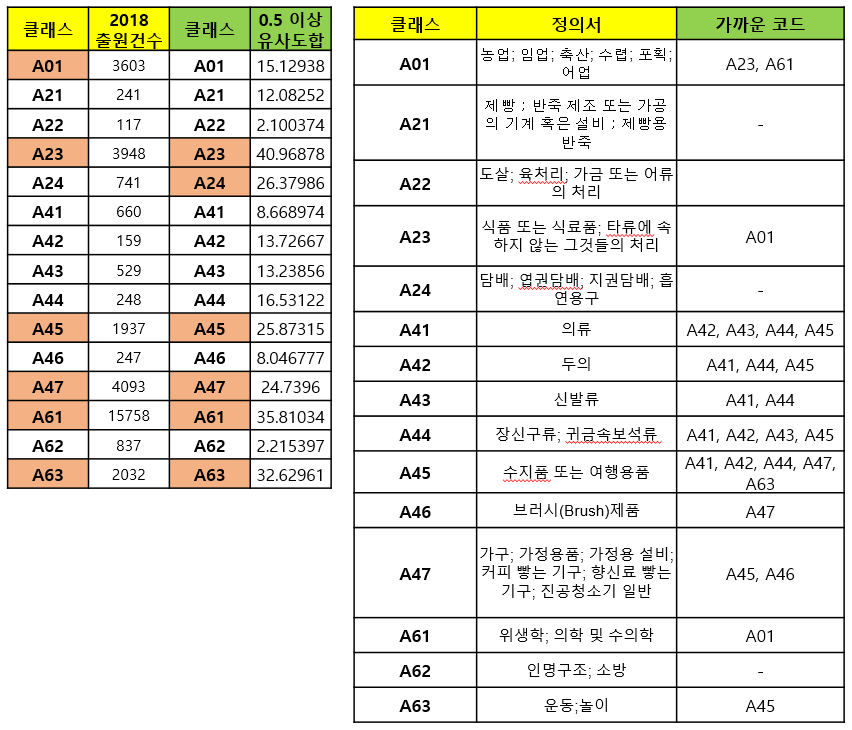 클래스 2018 출원건수 클래스 0.5 이상 유사도합
A01 3603 A01 15.12938
A21 241 A21 12.08252
A22 117 A22 2.100374
A23 3948 A23 40.96878
A24 741 A24 26.37986
A41 660 A41 8.668974
A42 159 A42 13.72667
A43 529 A43 13.23856
A44 248 A44 16.53122
A45 1937 A45 25.87315
A46 247 A46 8.046777
A47 4093 A47 24.7396
A61 15758 A61 35.81034
A62 837 A62 2.215397
A63 2032 A63 32.62961
클래스 정의서 가까운 코드
A01 농업; 임업; 축산; 수렵; 포획; 어업 A23, A61
A21 제빵 ; 반죽 제조 또는 가공의 기계 혹은 설비 ; 제빵용 반죽 -
A22 도살; 육처리; 가금 또는 어류의 처리
A23 식품 또는 식료품; 타류에 속하지 않는 그것들의 처리 A01
A24 담배; 엽권담배; 지권담배; 흡연용구 -
A41 의류 A42, A43, A44, A45
A42 두의 A41, A44, A45
A43 신발류 A41, A44
A44 장신구류; 귀금속보석류 A41, A42, A43, A45
A45 수지품 또는 여행용품 A41, A42, A44, A47, A63
A46 브러시(Brush)제품 A47
A47 가구; 가정용품; 가정용 설비; 커피 빻는 기구; 향신료 빻는 기구; 진공청소기 일반 A45, A46
A61 위생학; 의학 및 수의학 A01
A62 인명구조; 소방 -
A63 운동;놀이 A45